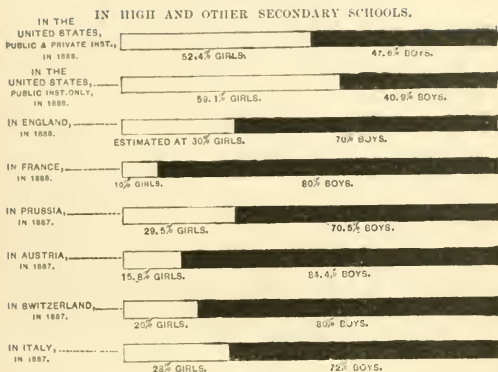 IN HIGH AND OTHER SECONDARY SCHOOLS.
IN THE
UNITED STATES,
PUBLIC & PRIVATE INST.,
IN 1888.
52.4% GIRLS. 47.6% BOYS.
IN THE
UNITED STATES,
PUBLIC INST. ONLY,
IN 1888.
59.1% GIRLS. 40.9% BOYS.
IN ENGLAND,
IN 1888.
ESTIMATED AT 30% GIRLS. 70% BOYS.
IN FRANCE,
IN 1888.
10% GIRLS. 80% BOYS.
IN PRUSSIA,
IN 1887.
29.5% GIRLS. 70.5% BOYS.
IN AUSTRIA,
IN 1887.
15.8% GIRLS. 84.4% BOYS.
IN SWITZERLAND,
IN 1887.
20% GIRLS. 80% BOYS.
IN ITALY,
IN 1887.
28% GIRLS. 72% BOYS.